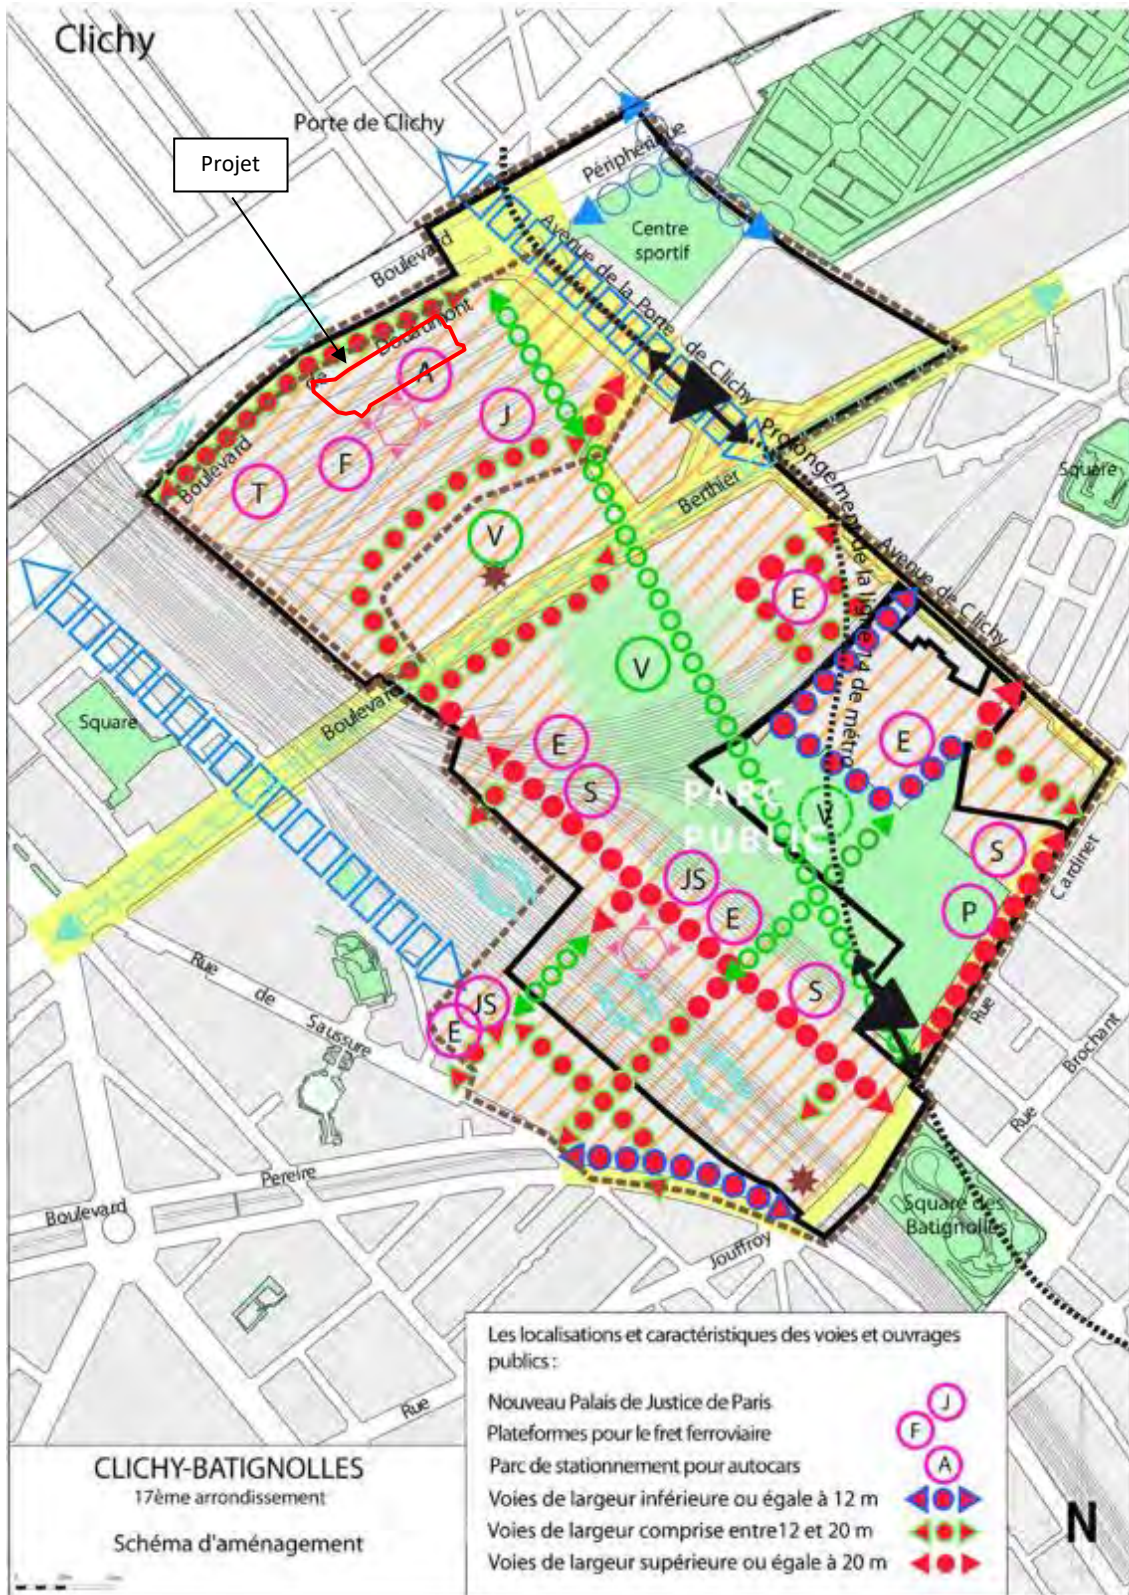 Clichy
Porte de Clichy
Projet
Périphérique
Boulevard
Centre
sportif
Avenue de la Porte de Clichy
Boulevard de Douaumont
A
J
F
T
V
Prolongement de la ligne 14 de métro
Berthier
Square
Avenue de Clichy
E
V
Square
Boulevard
E
E
S
PARC
PUBLIC
V
JS
E
S
P
Cardinet
Rue
S
Rue
de
Saussure
JS
E
Brochant
Rue
Pereire
Boulevard
Square des
Batignolles
Jouffroy
Rue
Les localisations et caractéristiques des voies et ouvrages
publics :
Nouveau Palais de Justice de Paris J
Plateformes pour le fret ferroviaire F
Parc de stationnement pour autocars A
Voies de largeur inférieure ou égale à 12 m
Voies de largeur comprise entre12 et 20 m
Voies de largeur supérieure ou égale à 20 m
CLICHY-BATIGNOLLES
17ème arrondissement
Schéma d'aménagement
N